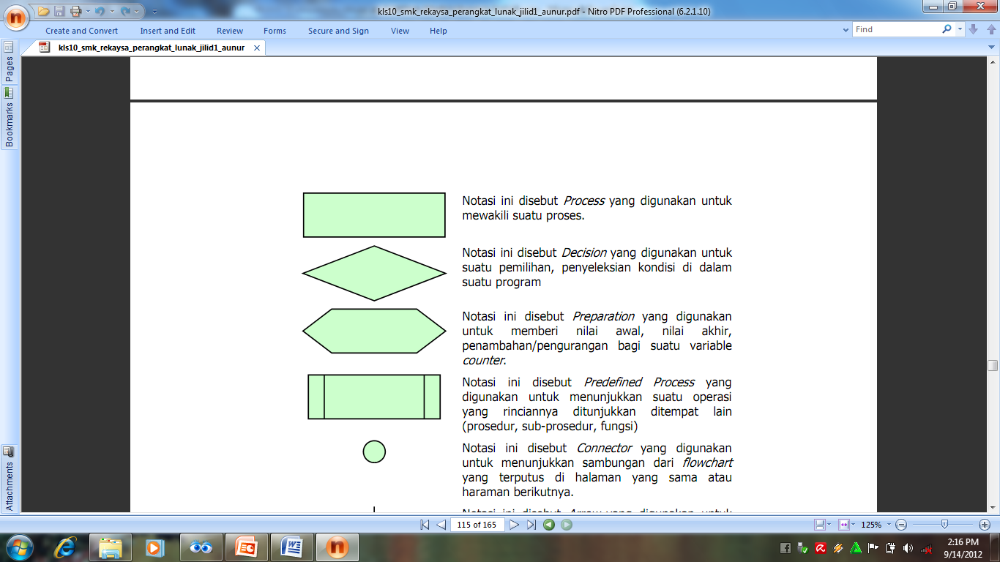 kls10_smk_rekaysa_perangkat_lunak_jilid1_aunur.pdf - Nitro PDF Professional (6.2.1.10)
Create and Convert Insert and Edit Review Forms Secure and Sign View Help Find
kls10_smk_rekaysa_perangkat_lunak_jilid1_aunur
Pages
Bookmarks
Notasi ini disebut Process yang digunakan untuk
mewakili suatu proses.
Notasi ini disebut Decision yang digunakan untuk
suatu pemilihan, penyeleksian kondisi di dalam
suatu program
Notasi ini disebut Preparation yang digunakan
untuk memberi nilai awal, nilai akhir,
penambahan/pengurangan bagi suatu variable
counter.
Notasi ini disebut Predefined Process yang
digunakan untuk menunjukkan suatu operasi
yang rinciannya ditunjukkan ditempat lain
(prosedur, sub-prosedur, fungsi)
Notasi ini disebut Connector yang digunakan
untuk menunjukkan sambungan dari flowchart
yang terputus di halaman yang sama atau
haraman berikutnya.
Notasi ini disebut Arrow yang digunakan untuk
Attachments
115 of 165
125%
2:16 PM
9/14/2012